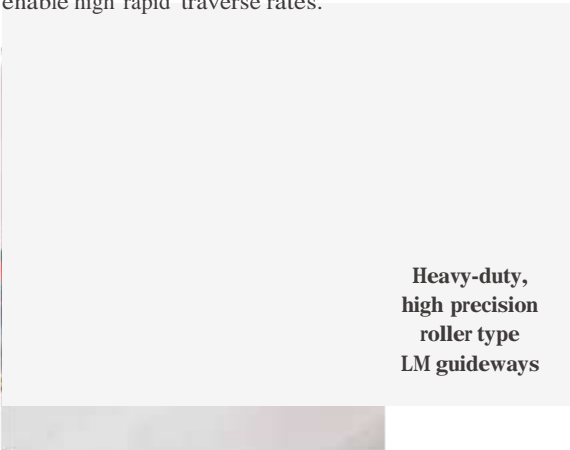 enable high rapid traverse rates.
Heavy-duty,
high precision
roller type
LM guideways